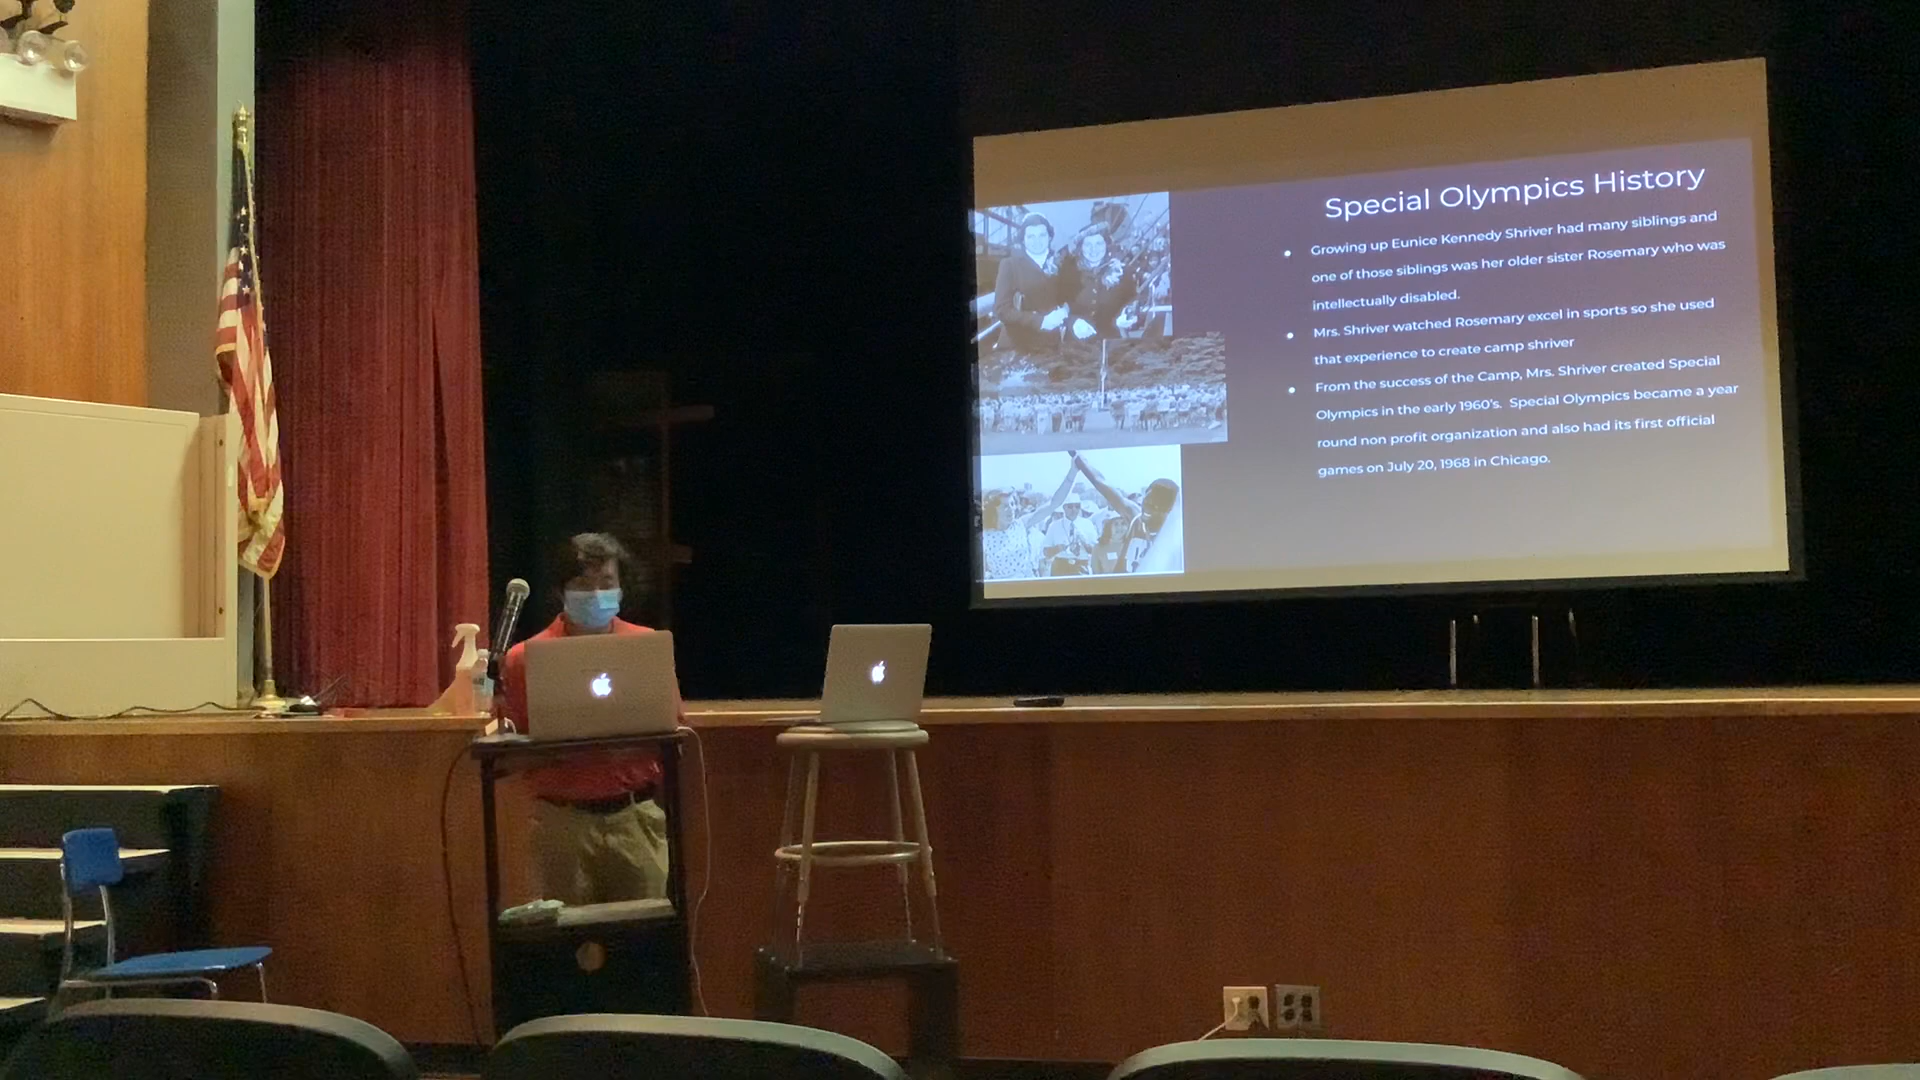 Special Olympics History
● Growing up Eunice Kennedy Shriver had many siblings and
one of those siblings was her older sister Rosemary who was
intellectually disabled.
● Mrs. Shriver watched Rosemary excel in sports so she used
that experience to create camp shriver
● From the success of the Camp, Mrs. Shriver created Special
Olympics in the early 1960's. Special Olympics became a year
round non profit organization and also had its first official
games on July 20, 1968 in Chicago.